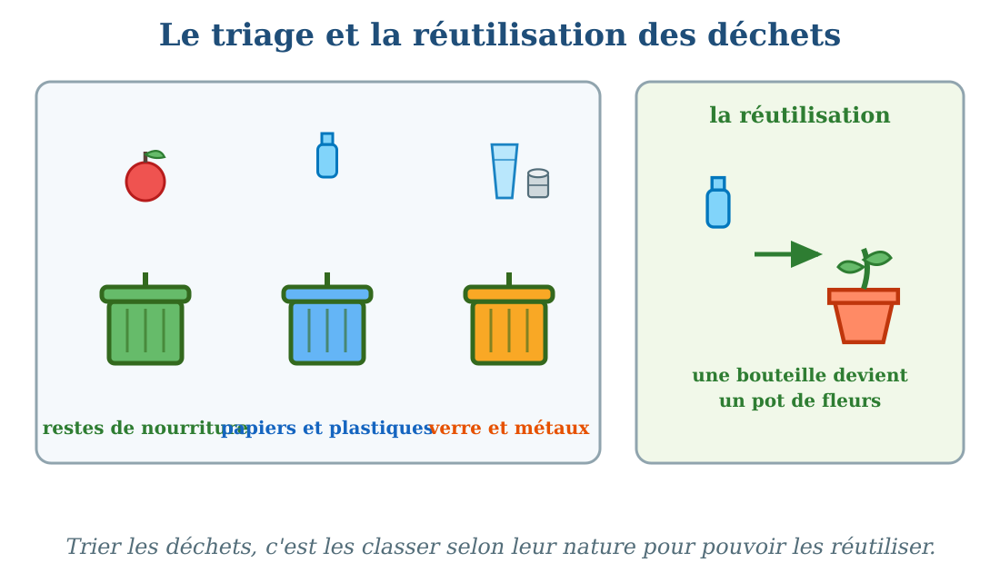 Le triage et la réutilisation des déchets
la réutilisation
une bouteille devient
un pot de fleurs
restes de nourriture
papiers et plastiques
verre et métaux
Trier les déchets, c'est les classer selon leur nature pour pouvoir les réutiliser.